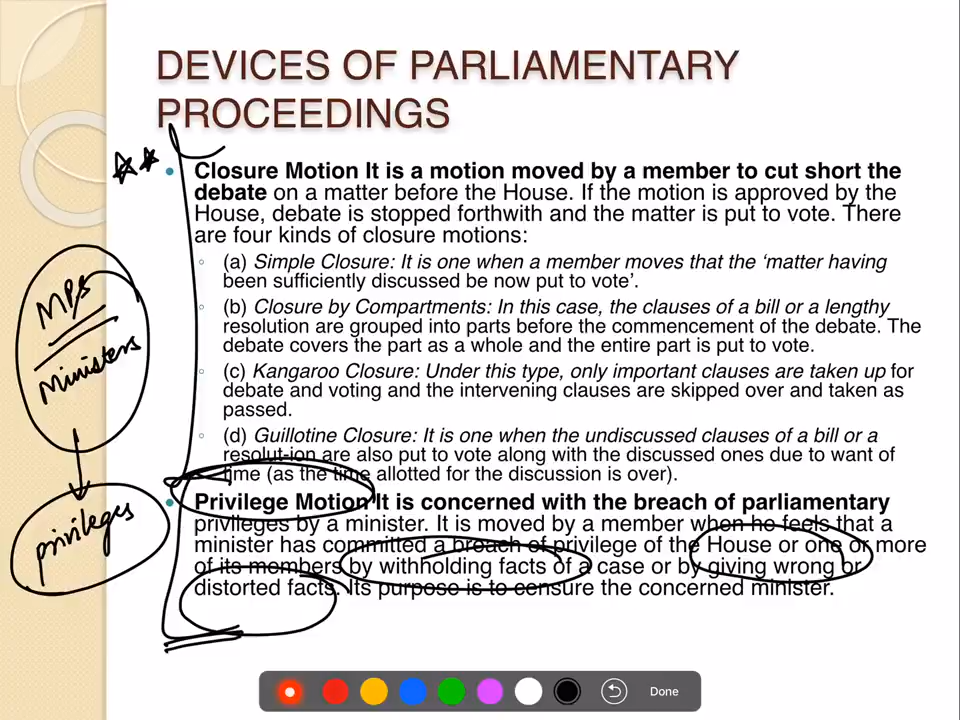 DEVICES OF PARLIAMENTARY
PROCEEDINGS
Closure Motion It is a motion moved by a member to cut short the
debate on a matter before the House. If the motion is approved by the
House, debate is stopped forthwith and the matter is put to vote. There
are four kinds of closure motions:
(a) Simple Closure: It is one when a member moves that the ‘matter having
been sufficiently discussed be now put to vote’.
(b) Closure by Compartments: In this case, the clauses of a bill or a lengthy
resolution are grouped into parts before the commencement of the debate. The
debate covers the part as a whole and the entire part is put to vote.
(c) Kangaroo Closure: Under this type, only important clauses are taken up for
debate and voting and the intervening clauses are skipped over and taken as
passed.
(d) Guillotine Closure: It is one when the undiscussed clauses of a bill or a
resolut-ion are also put to vote along with the discussed ones due to want of
time (as the time allotted for the discussion is over).
Privilege Motion It is concerned with the breach of parliamentary
privileges by a minister. It is moved by a member when he feels that a
minister has committed a breach of privilege of the House or one or more
of its members by withholding facts of a case or by giving wrong or
distorted facts. Its purpose is to censure the concerned minister.
MPs
Ministers
privileges
Done